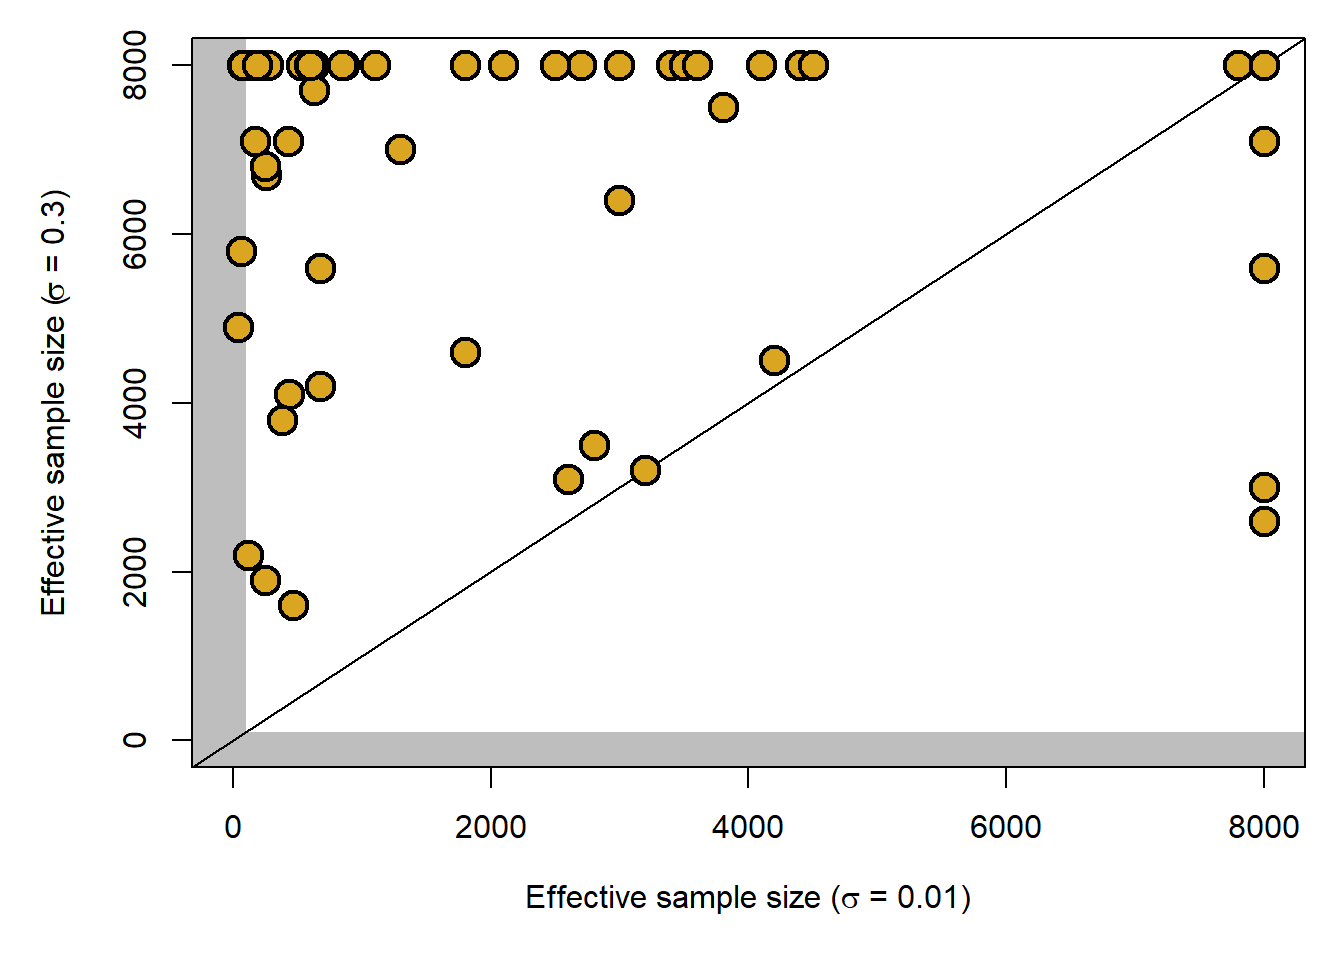 8000
6000
4000
2000
0
Effective sample size (σ = 0.3)
0 2000 4000 6000 8000
Effective sample size (σ = 0.01)